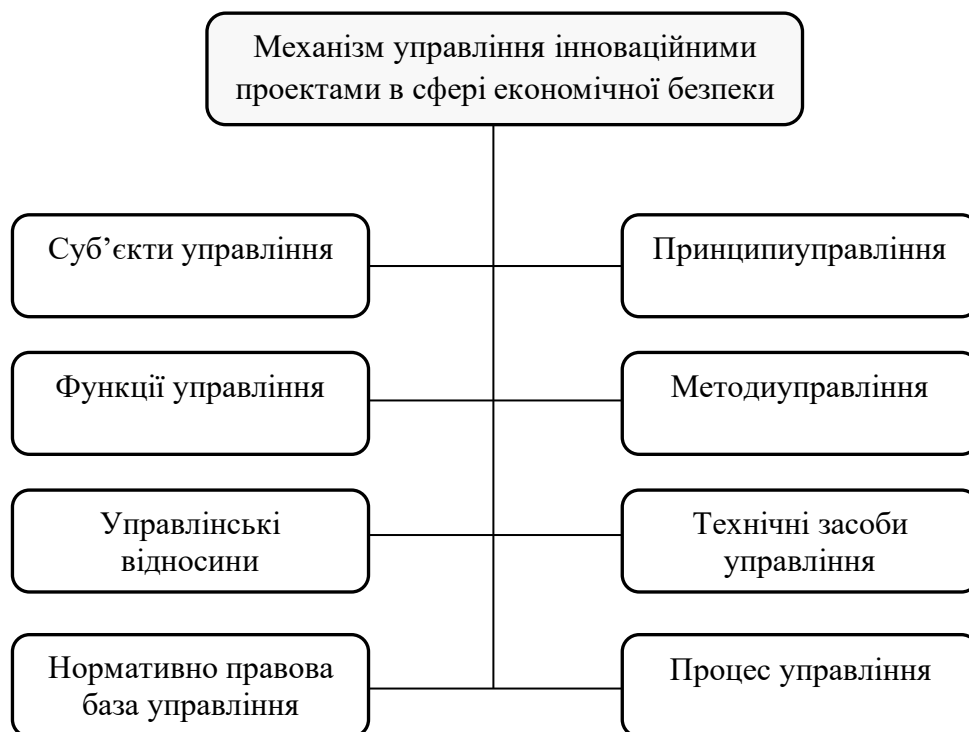 Механізм управління інноваційними
проектами в сфері економічної безпеки
Суб’єкти управління
Принципиуправління
Функції управління
Методиуправління
Управлінські
відносини
Технічні засоби
управління
Нормативно правова
база управління
Процес управління